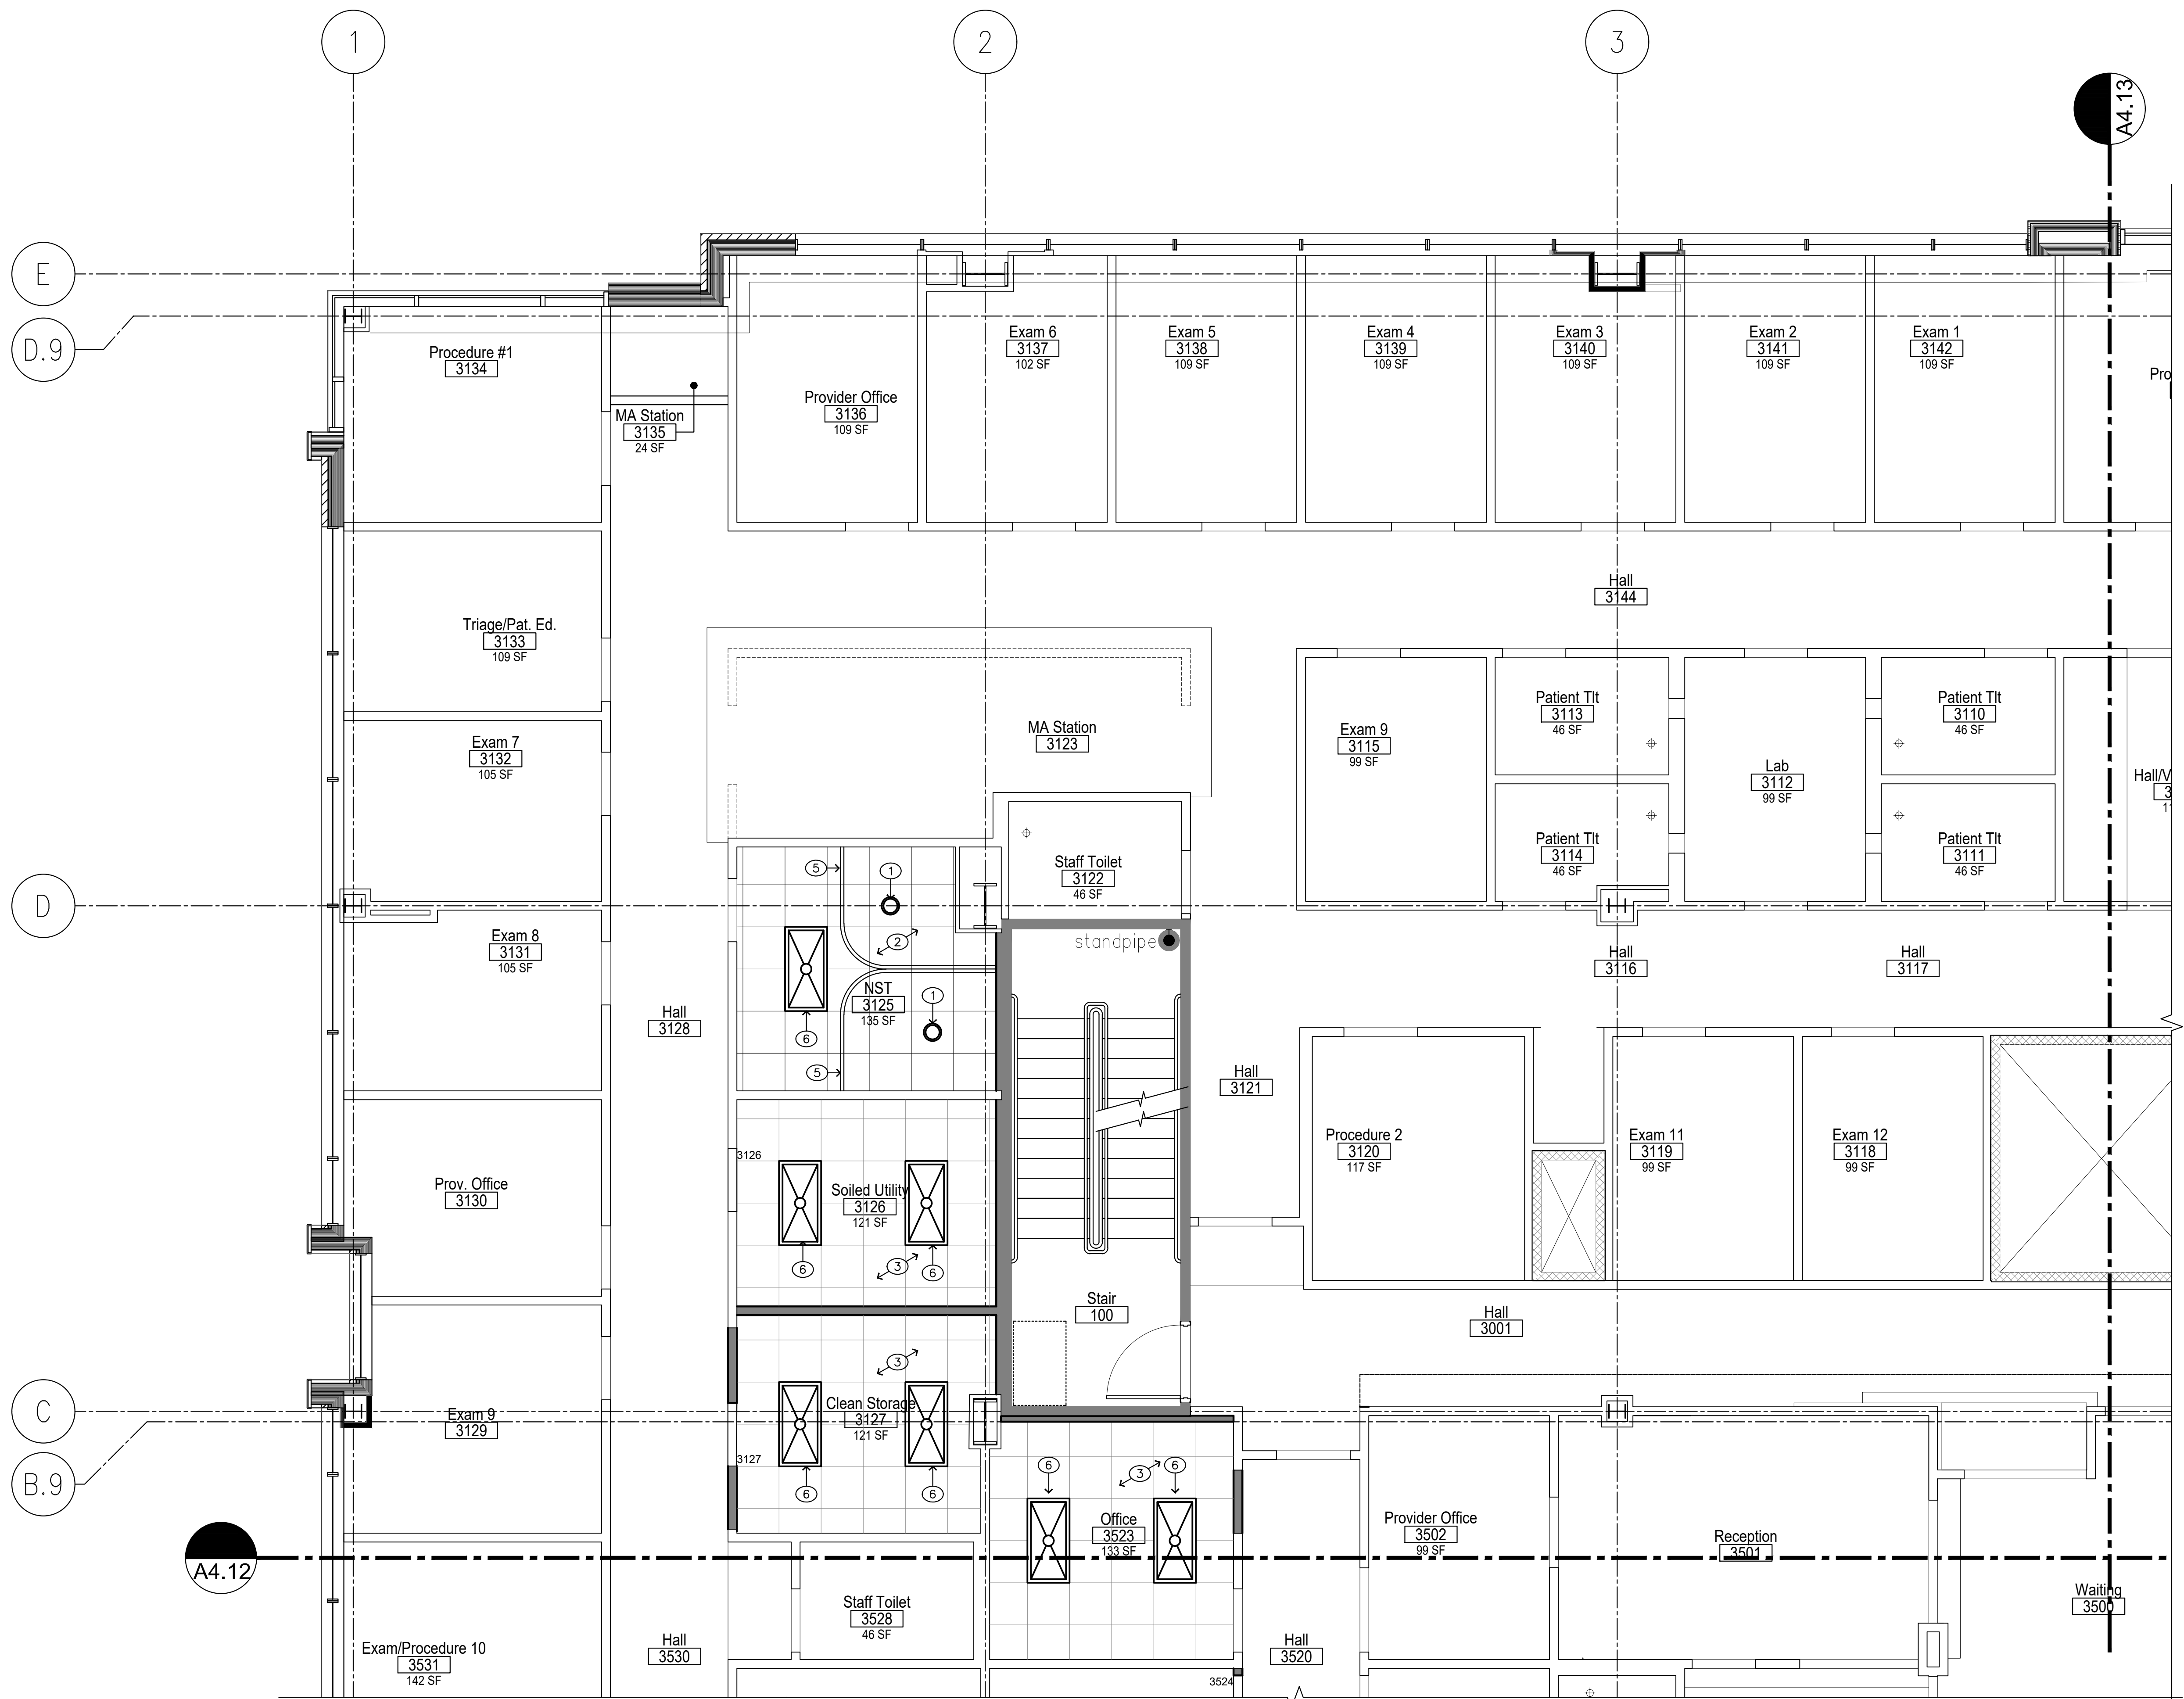 1
2
3
A4.13
E
D.9
Procedure #1
3134
MA Station
3135
24 SF
Provider Office
3136
109 SF
Exam 6
3137
102 SF
Exam 5
3138
109 SF
Exam 4
3139
109 SF
Exam 3
3140
109 SF
Exam 2
3141
109 SF
Exam 1
3142
109 SF
Pro
Hall
3144
Triage/Pat. Ed.
3133
109 SF
MA Station
3123
Exam 9
3115
99 SF
Patient Tlt
3113
46 SF
Patient Tlt
3110
46 SF
Exam 7
3132
105 SF
Lab
3112
99 SF
Hall/V
3
11
Patient Tlt
3114
46 SF
Patient Tlt
3111
46 SF
Staff Toilet
3122
46 SF
D
5
1
2
standpipe
Exam 8
3131
105 SF
Hall
3116
Hall
3117
NST
3125
135 SF
1
6
5
Hall
3128
Hall
3121
Procedure 2
3120
117 SF
Exam 11
3119
99 SF
Exam 12
3118
99 SF
Prov. Office
3130
3126
Soiled Utility
3126
121 SF
6
3
6
Stair
100
Hall
3001
3
C
B.9
Exam 9
3129
Clean Storage
3127
121 SF
3127
6
6
6
3
6
Office
3523
133 SF
Provider Office
3502
99 SF
Reception
3501
A4.12
Waiting
3500
Staff Toilet
3528
46 SF
Exam/Procedure 10
3531
142 SF
Hall
3530
Hall
3520
3524